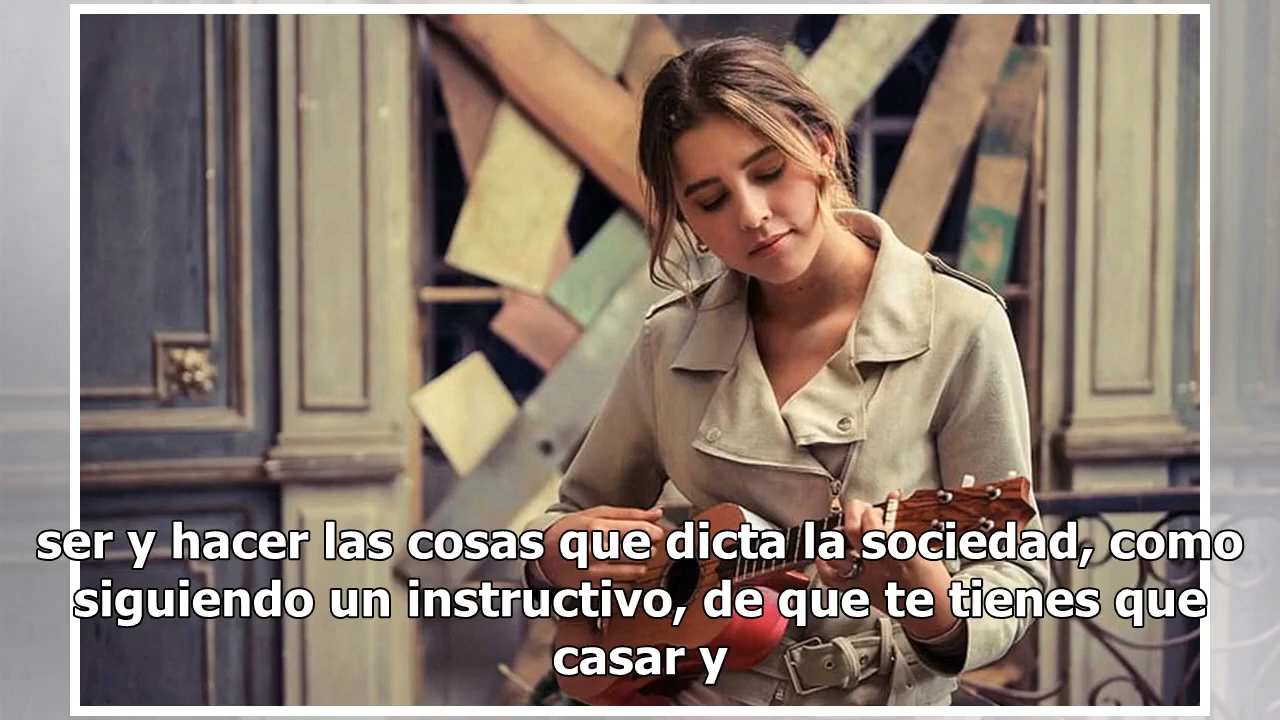 ser y hacer las cosas que dicta la sociedad, como
siguiendo un instructivo, de que te tienes que
casar y